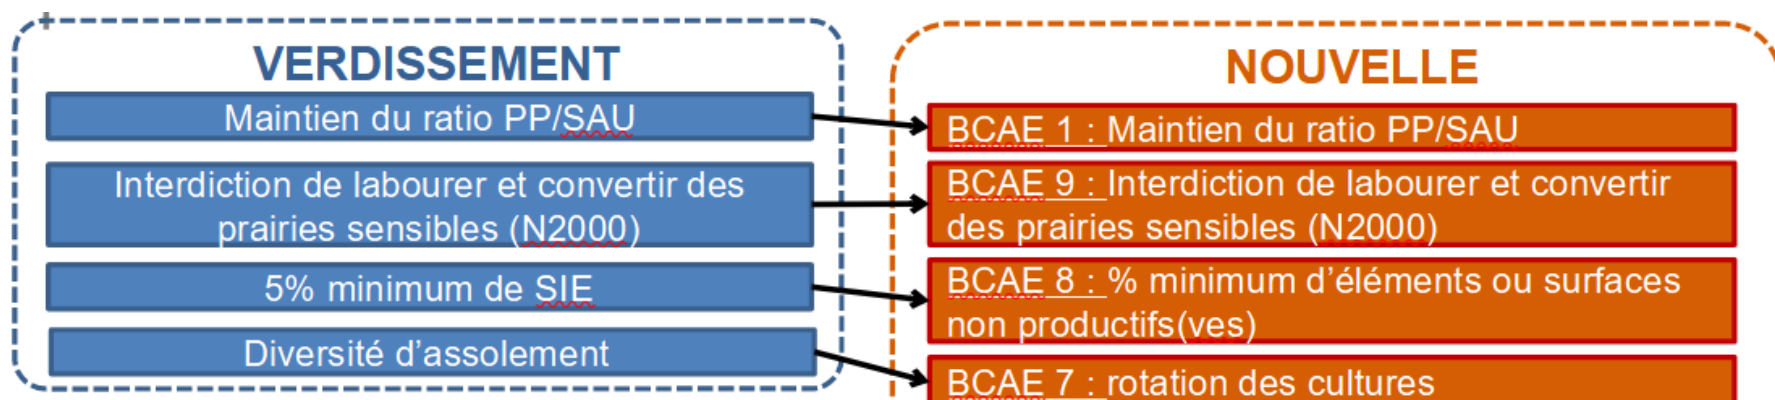 VERDISSEMENT
Maintien du ratio PP/SAU
Interdiction de labourer et convertir des
prairies sensibles (N2000)
5% minimum de SIE
Diversité d’assolement
NOUVELLE
BCAE 1 : Maintien du ratio PP/SAU
BCAE 9 : Interdiction de labourer et convertir
des prairies sensibles (N2000)
BCAE 8 : % minimum d’éléments ou surfaces
non productifs(ves)
BCAE 7 : rotation des cultures